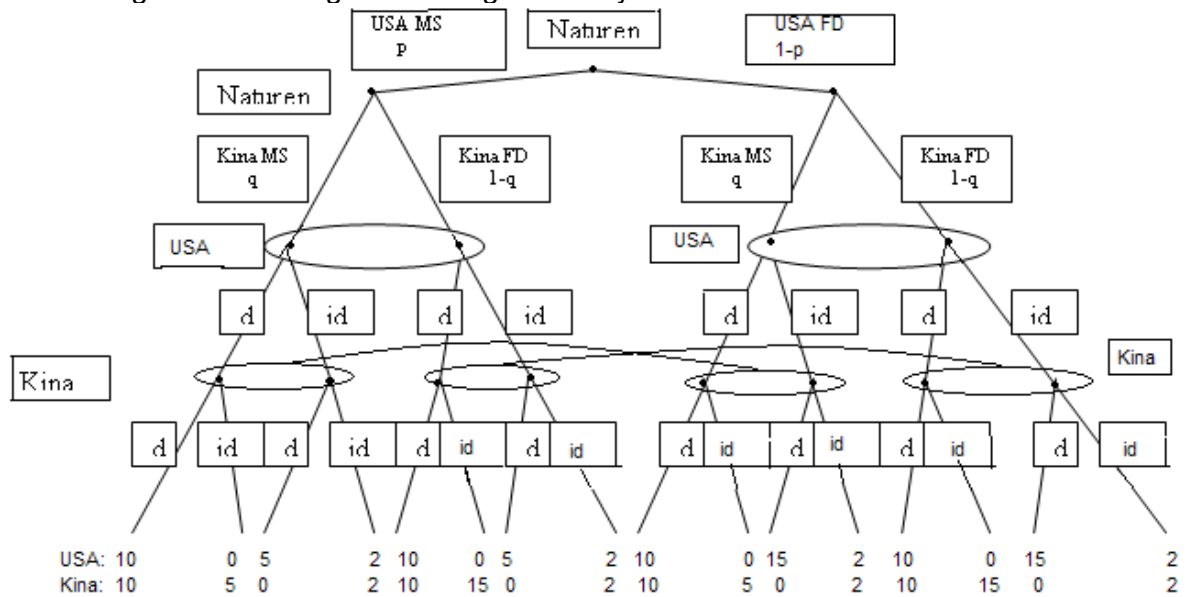 USA MS
p
Naturen
USA FD
1-p
Naturen
Kina MS
q
Kina FD
1-q
Kina MS
q
Kina FD
1-q
USA
USA
d id d id d id d id
Kina
Kina
d id d id d id d id d id d id d id d id
USA: 10 0 5 2 10 0 5 2 10 0 15 2 10 0 15 2
Kina: 10 5 0 2 10 15 0 2 10 5 0 2 10 15 0 2